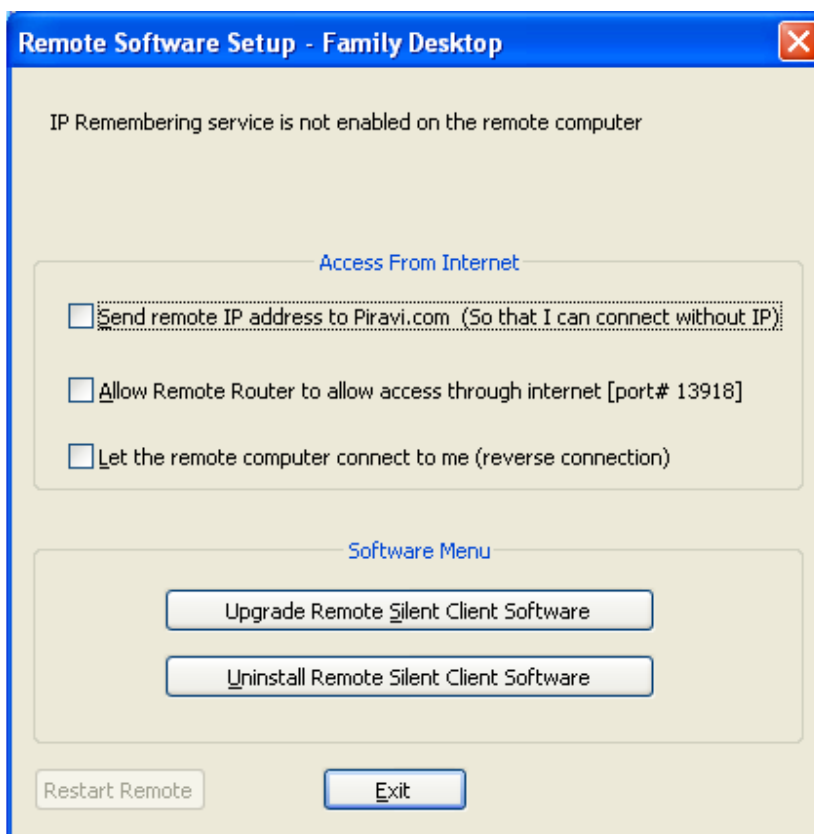 Remote Software Setup - Family Desktop
IP Remembering service is not enabled on the remote computer
Access From Internet
Send remote IP address to Piravi.com (So that I can connect without IP)
Allow Remote Router to allow access through internet [port# 13918]
Let the remote computer connect to me (reverse connection)
Software Menu
Upgrade Remote Silent Client Software
Uninstall Remote Silent Client Software
Restart Remote
Exit